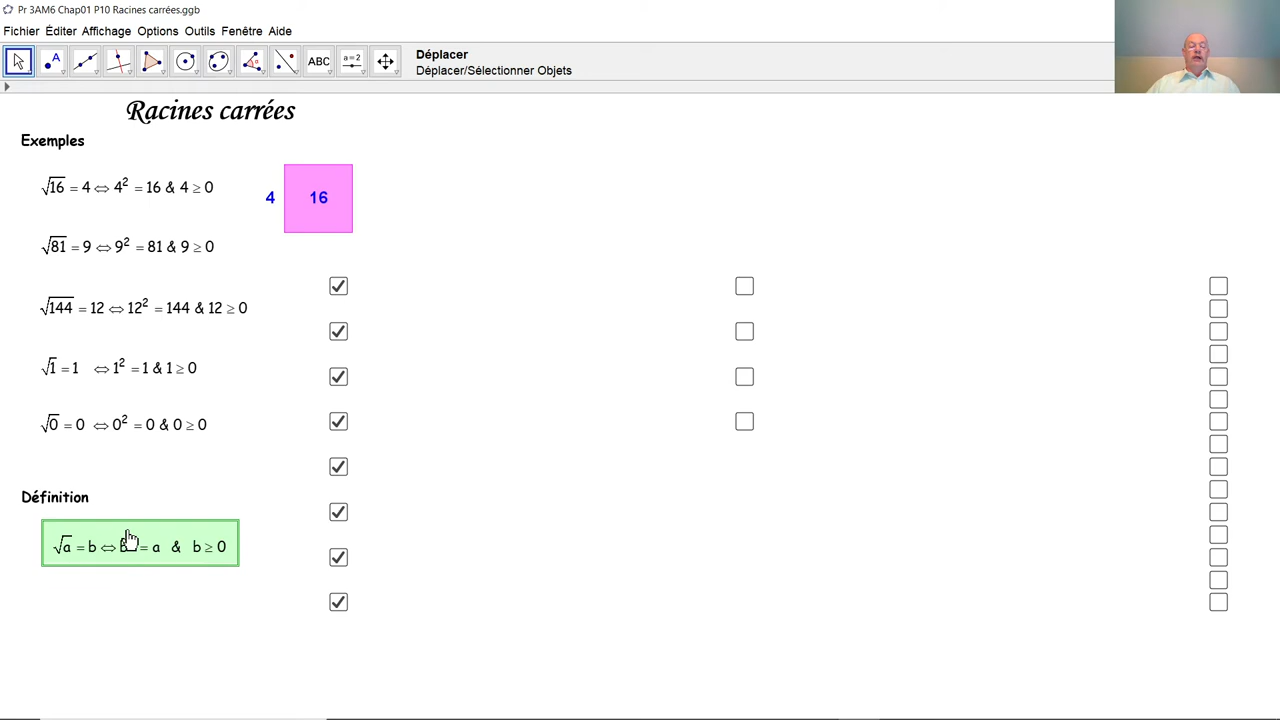 Pr 3AM6 Chap01 P10 Racines carrées.ggb
Fichier Éditer Affichage Options Outils Fenêtre Aide
A
ABC
a=2
Déplacer
Déplacer/Sélectionner Objets
Racines carrées
Exemples
√16 = 4 ⇔ 4² = 16 & 4 ≥ 0
4
16
√81 = 9 ⇔ 9² = 81 & 9 ≥ 0
√144 = 12 ⇔ 12² = 144 & 12 ≥ 0
√1 = 1 ⇔ 1² = 1 & 1 ≥ 0
√0 = 0 ⇔ 0² = 0 & 0 ≥ 0
Définition
√a = b ⇔ = a & b ≥ 0